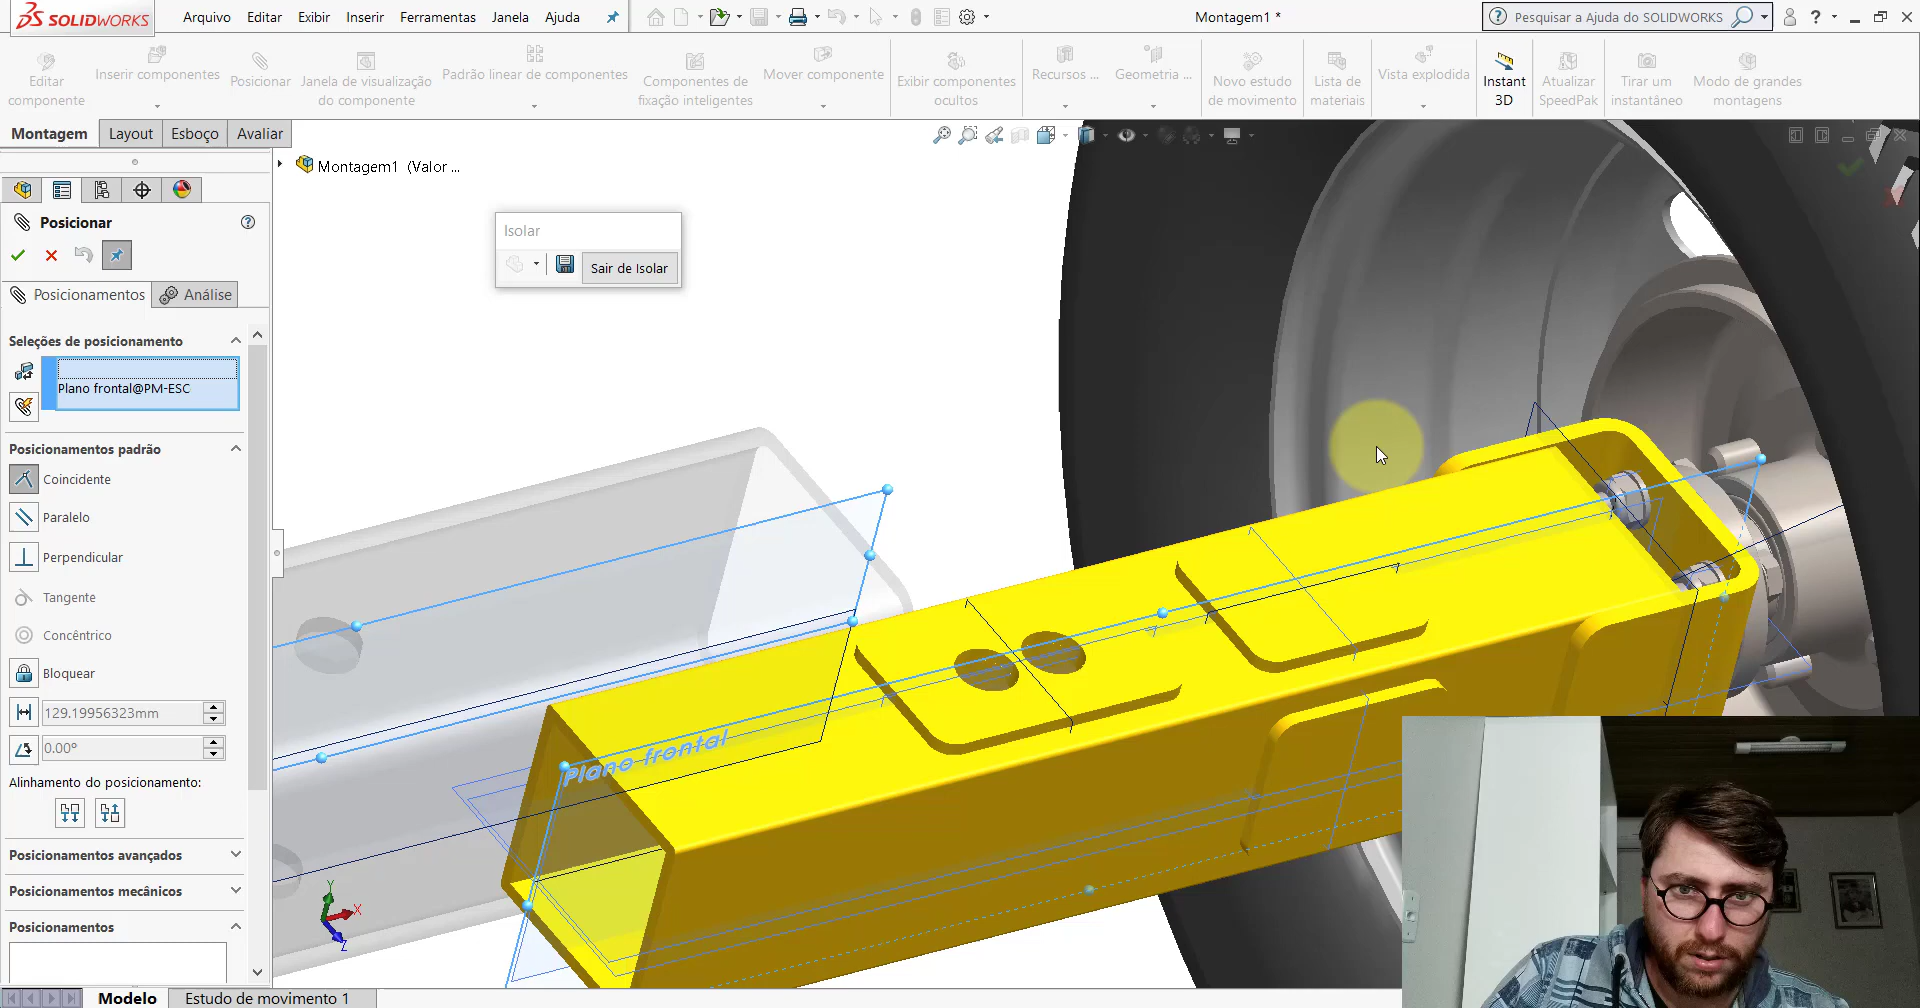 SOLIDWORKS
Arquivo Editar Exibir Inserir Ferramentas Janela Ajuda
Montagem1 *
Pesquisar a Ajuda do SOLIDWORKS
?
Editar componente
Inserir componentes
Posicionar
Janela de visualização do componente
Padrão linear de componentes
Componentes de fixação inteligentes
Mover componente
Exibir componentes ocultos
Recursos ...
Geometria ...
Novo estudo de movimento
Lista de materiais
Vista explodida
Instant 3D
Atualizar SpeedPak
Tirar um instantâneo
Modo de grandes montagens
Montagem Layout Esboço Avaliar
Montagem1 (Valor ...
Posicionar
?
Isolar
Sair de Isolar
Posicionamentos Análise
Seleções de posicionamento
Plano frontal@PM-ESC
Posicionamentos padrão
Coincidente
Paralelo
Perpendicular
Tangente
Concêntrico
Bloquear
129.19956323mm
0.00°
Alinhamento do posicionamento:
Posicionamentos avançados
Posicionamentos mecânicos
Posicionamentos
Plano frontal
Y
X
Z
Modelo Estudo de movimento 1